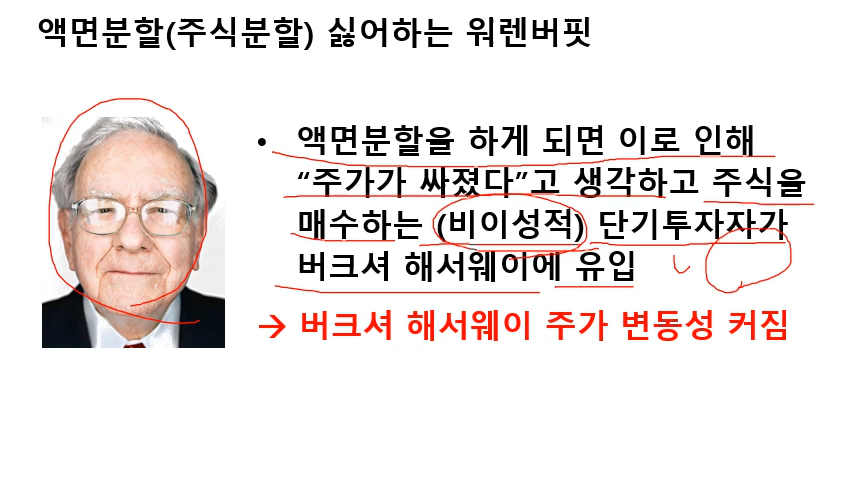 액면분할(주식분할) 싫어하는 워렌버핏
• 액면분할을 하게 되면 이로 인해
“주가가 싸졌다”고 생각하고 주식을
매수하는 (비이성적) 단기투자자가
버크셔 해서웨이에 유입
→ 버크셔 해서웨이 주가 변동성 커짐